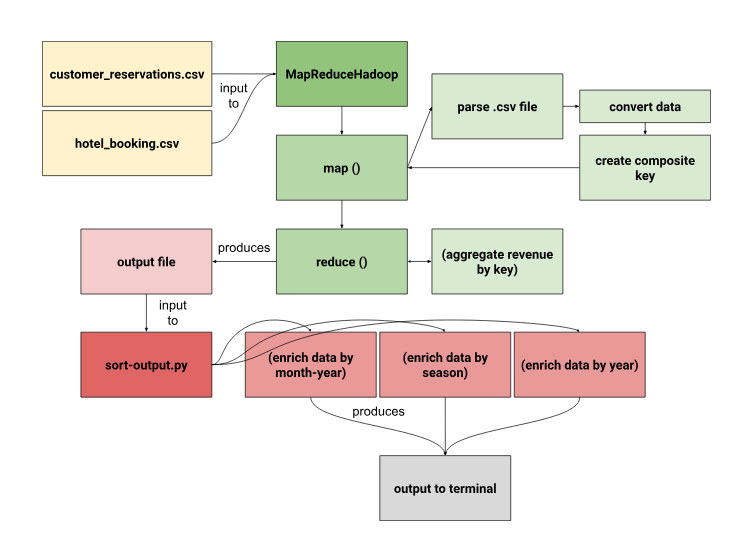 customer_reservations.csv
MapReduceHadoop
input
to
parse .csv file
convert data
hotel_booking.csv
map ()
create composite
key
output file
produces
reduce ()
(aggregate revenue
by key)
input
to
sort-output.py
(enrich data by
month-year)
(enrich data by
season)
(enrich data by year)
produces
output to terminal